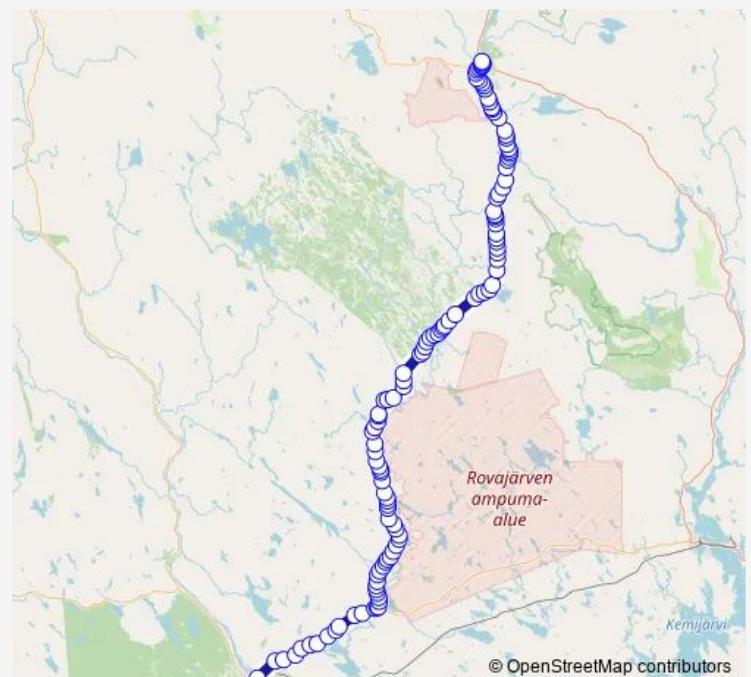 Rovajärven
ampuma-
alue
Kemijärvi
© OpenStreetMap contributors